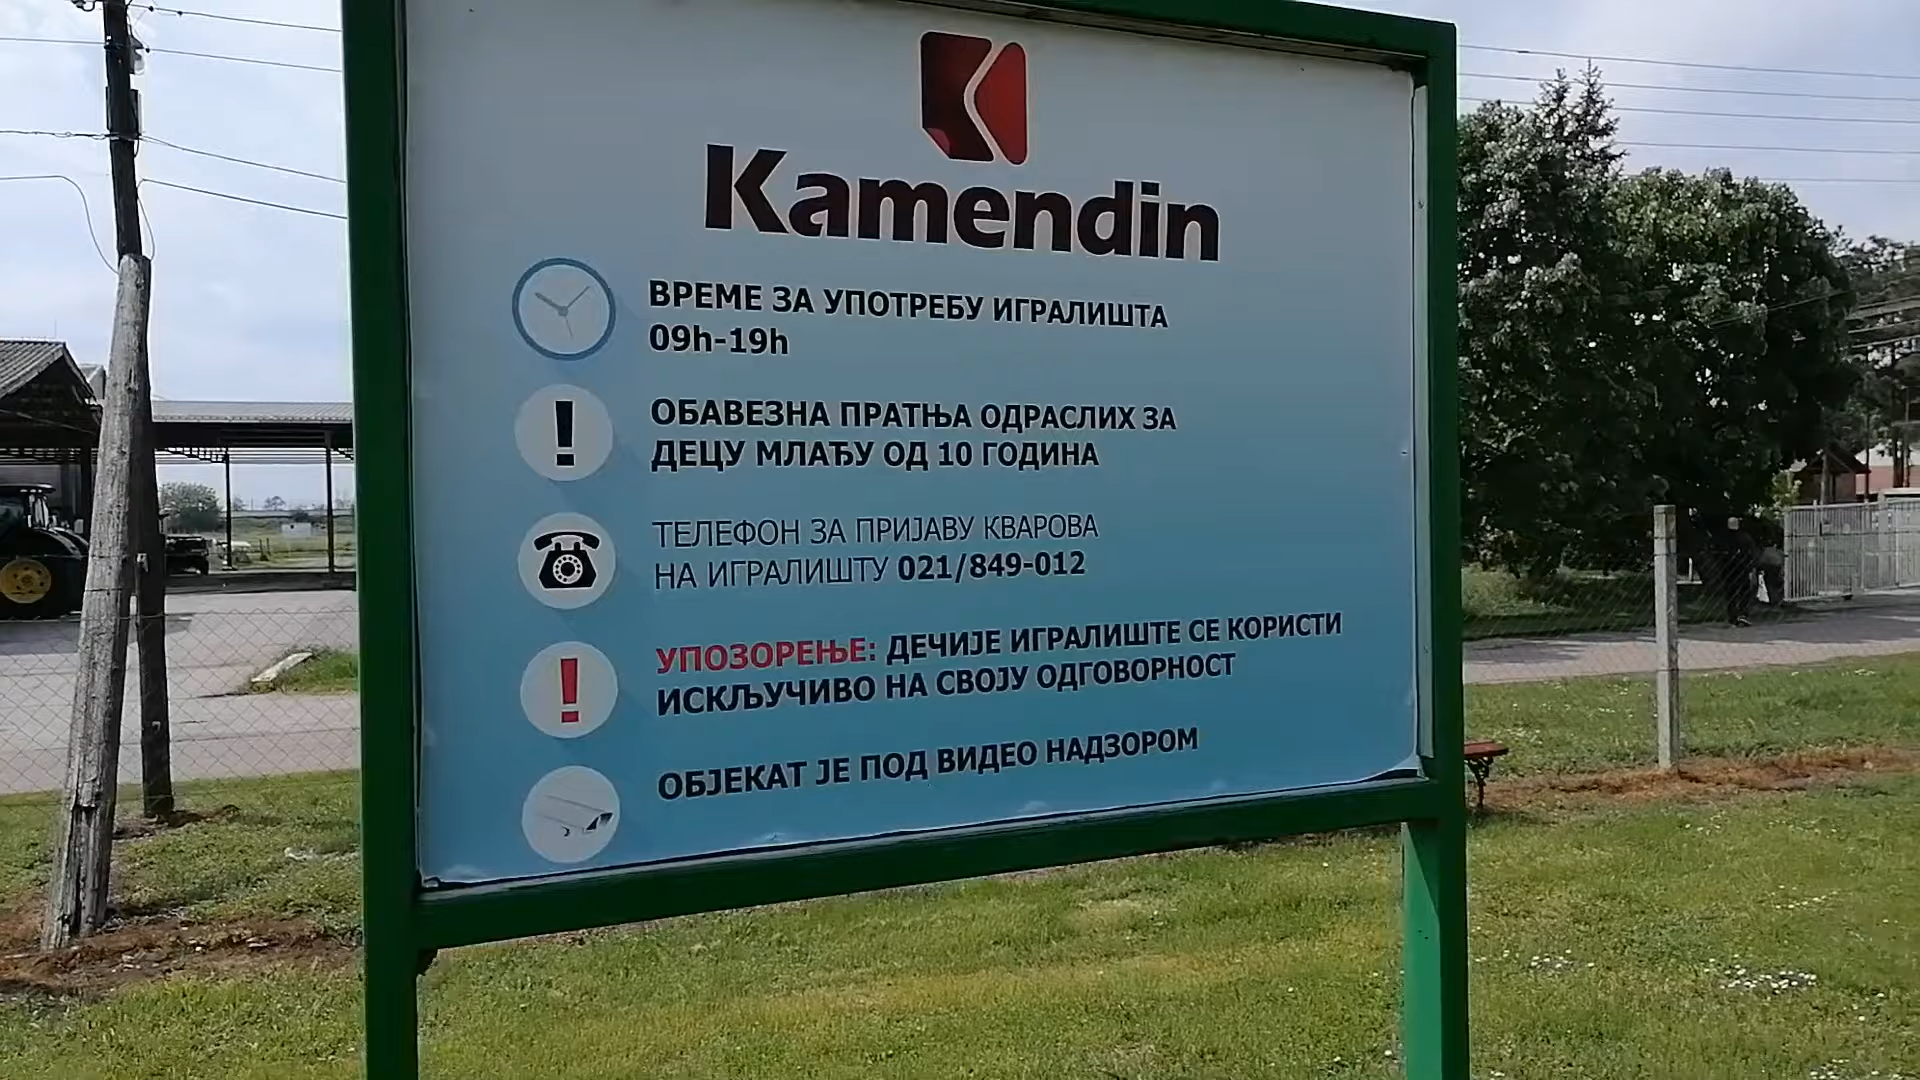 Kamendin
ВРЕМЕ ЗА УПОТРЕБУ ИГРАЛИШТА
09h-19h
ОБАВЕЗНА ПРАТЊА ОДРАСЛИХ ЗА
ДЕЦУ МЛАЂУ ОД 10 ГОДИНА
ТЕЛЕФОН ЗА ПРИЈАВУ КВАРОВА
НА ИГРАЛИШТУ 021/849-012
УПОЗОРЕЊЕ: ДЕЧИЈЕ ИГРАЛИШТЕ СЕ КОРИСТИ
ИСКЉУЧИВО НА СВОЈУ ОДГОВОРНОСТ
ОБЈЕКАТ ЈЕ ПОД ВИДЕО НАДЗОРОМ